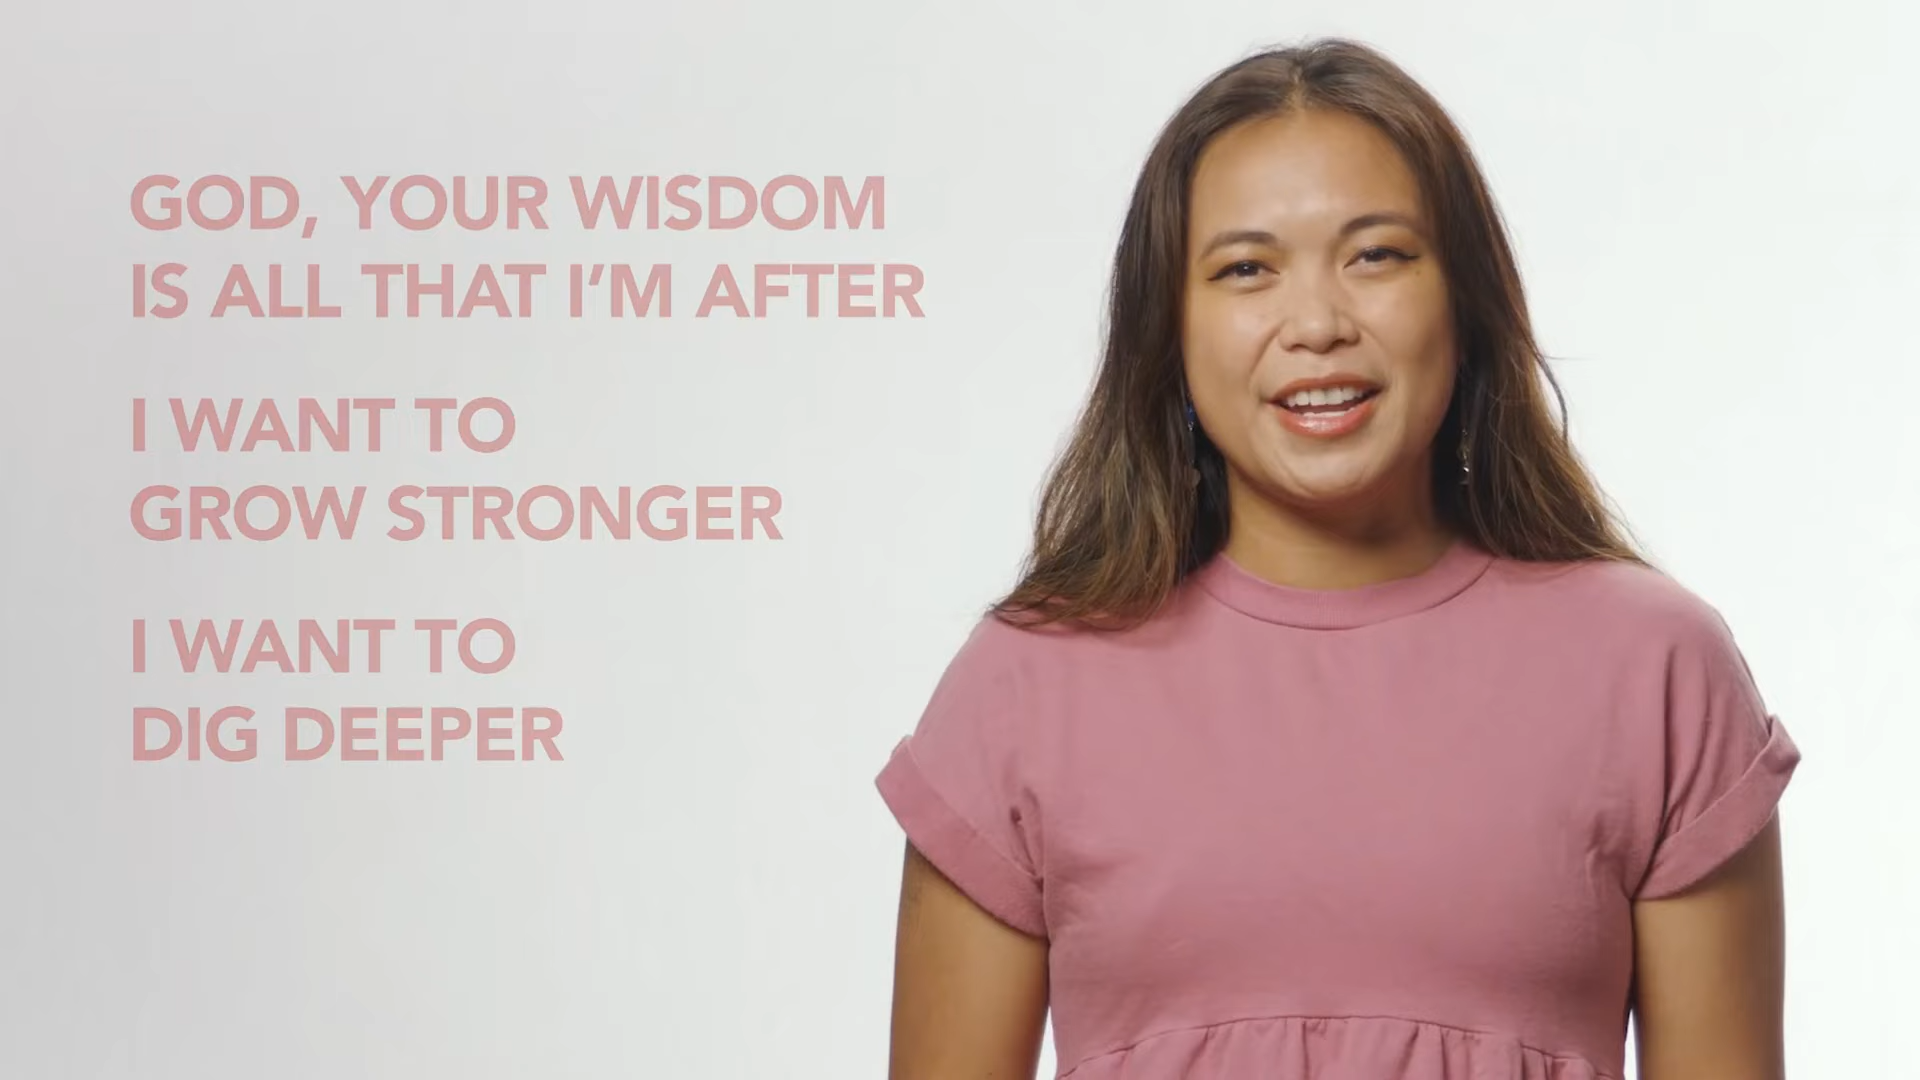 GOD, YOUR WISDOM
IS ALL THAT I’M AFTER
I WANT TO
GROW STRONGER
I WANT TO
DIG DEEPER